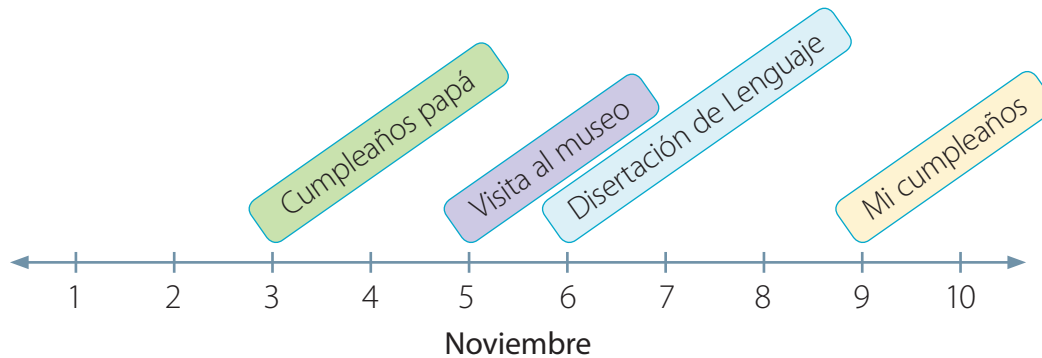 Cumpleaños papá
Visita al museo
Disertación de Lenguaje
Mi cumpleaños
1 2 3 4 5 6 7 8 9 10
Noviembre